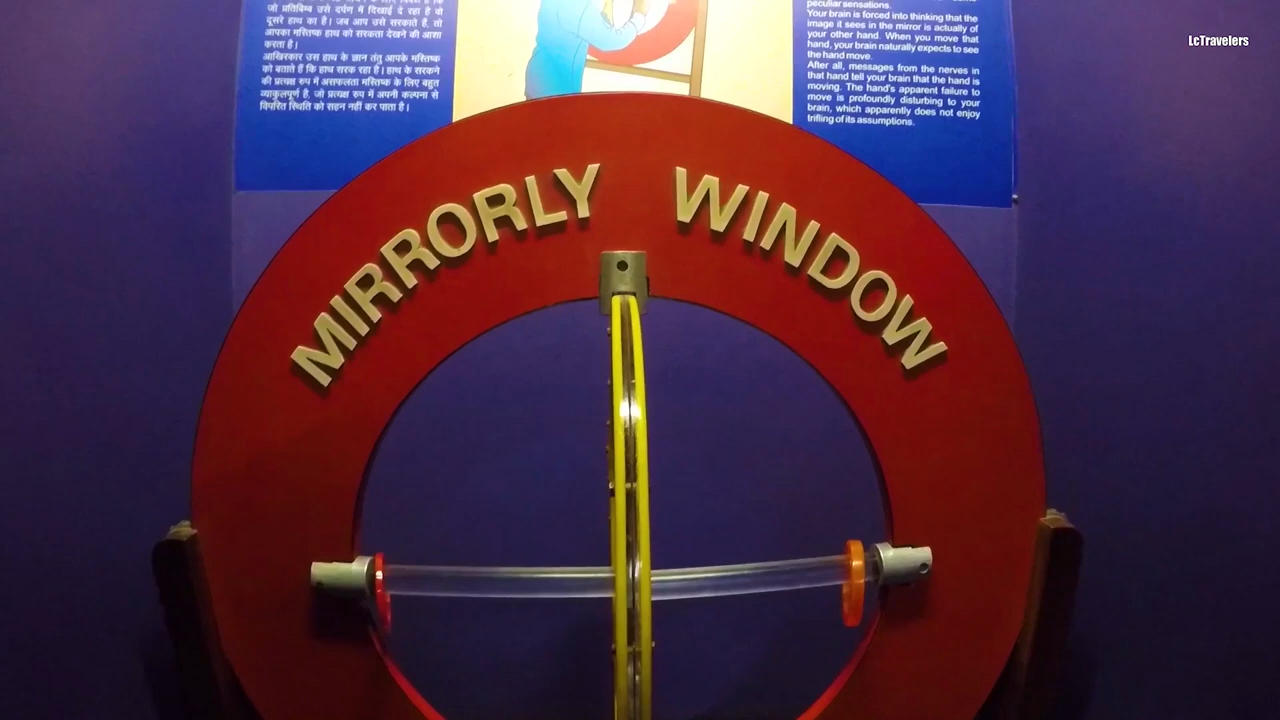 जो प्रतिबिम्ब उसे दर्पण में दिखाई दे रहा है वो
दूसरे हाथ का है। जब आप उसे सरकाते हैं, तो
आपका मस्तिष्क हाथ को सरकता देखने की आशा
करता है।
आखिरकार उस हाथ के ज्ञान तंतु आपके मस्तिष्क
को बताते हैं कि हाथ सरक रहा है। हाथ के सरकने
की प्रत्यक्ष रुप में असफलता मस्तिष्क के लिए बहुत
व्याकुलपूर्ण है, जो प्रत्यक्ष रुप में अपनी कल्पना से
विपरित स्थिति को सहन नहीं कर पाता है।
peculiar sensations.
Your brain is forced into thinking that the
image it sees in the mirror is actually of
your other hand. When you move that
hand, your brain naturally expects to see
the hand move.
After all, messages from the nerves in
that hand tell your brain that the hand is
moving. The hand's apparent failure to
move is profoundly disturbing to your
brain, which apparently does not enjoy
trifling of its assumptions.
LcTravelers
MIRRORLY WINDOW